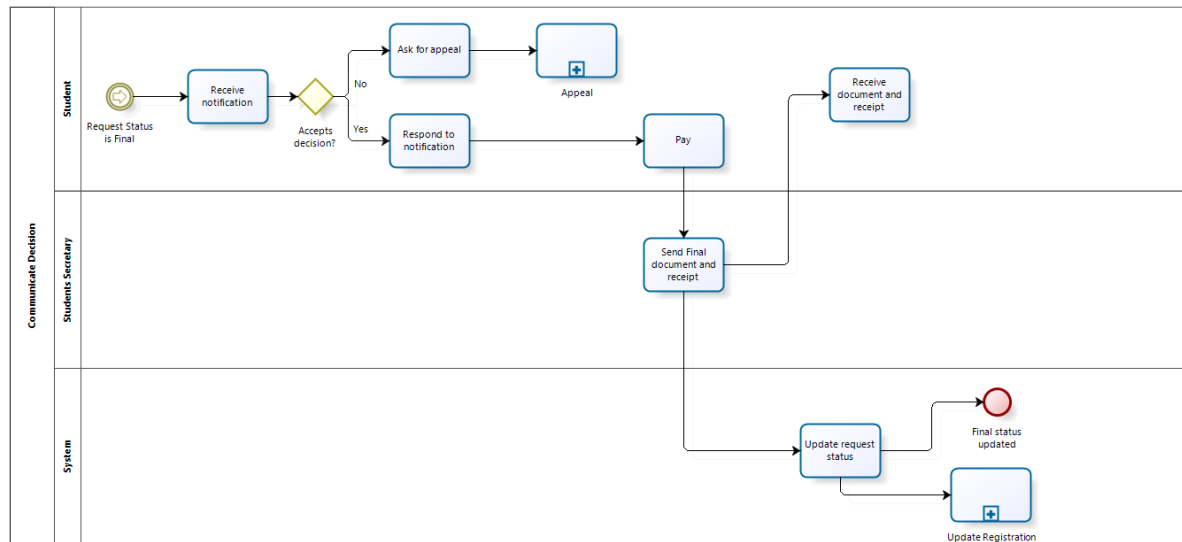 Communicate Decision
Student
Students Secretary
System
Request Status
is Final
Receive
notification
Accepts
decision?
No
Yes
Ask for appeal
Appeal
Respond to
notification
Pay
Receive
document and
receipt
Send Final
document and
receipt
Update request
status
Final status
updated
Update Registration